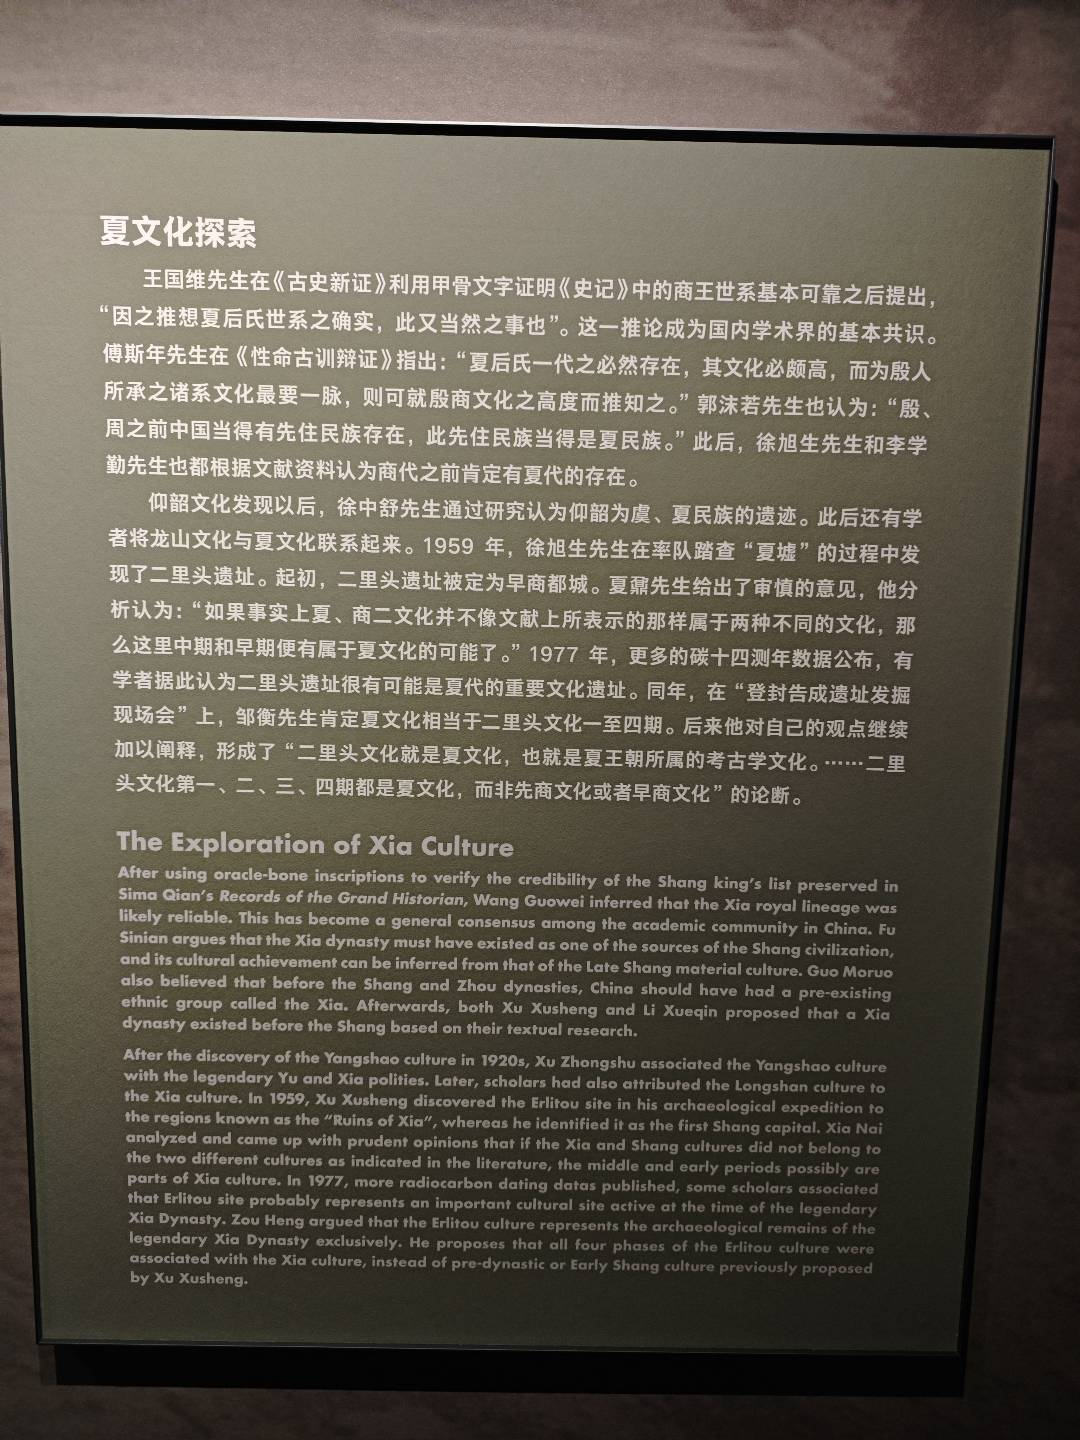 夏文化探索
王国维先生在《古史新证》利用甲骨文字证明《史记》中的商王世系基本可靠之后提出，
“因之推想夏后氏世系之确实，此又当然之事也”。这一推论成为国内学术界的基本共识。
傅斯年先生在《性命古训辩证》指出：“夏后氏一代之必然存在，其文化必颇高，而为殷人
所承之诸系文化最要一脉，则可就殷商文化之高度而推知之。”郭沫若先生也认为：“殷、
周之前中国当得有先住民族存在，此先住民族当得是夏民族。”此后，徐旭生先生和李学
勤先生也都根据文献资料认为商代之前肯定有夏代的存在。
仰韶文化发现以后，徐中舒先生通过研究认为仰韶为虞、夏民族的遗迹。此后还有学
者将龙山文化与夏文化联系起来。1959 年，徐旭生先生在率队踏查“夏墟”的过程中发
现了二里头遗址。起初，二里头遗址被定为早商都城。夏鼐先生给出了审慎的意见，他分
析认为：“如果事实上夏、商二文化并不像文献上所表示的那样属于两种不同的文化，那
么这里中期和早期便有属于夏文化的可能了。”1977 年，更多的碳十四测年数据公布，有
学者据此认为二里头遗址很有可能是夏代的重要文化遗址。同年，在“登封告成遗址发掘
现场会”上，邹衡先生肯定夏文化相当于二里头文化一至四期。后来他对自己的观点继续
加以阐释，形成了“二里头文化就是夏文化，也就是夏王朝所属的考古学文化。……二里
头文化第一、二、三、四期都是夏文化，而非先商文化或者早商文化”的论断。
The Exploration of Xia Culture
After using oracle-bone inscriptions to verify the credibility of the Shang king's list preserved in
Sima Qian's Records of the Grand Historian, Wang Guowei inferred that the Xia royal lineage was
likely reliable. This has become a general consensus among the academic community in China. Fu
Sinian argues that the Xia dynasty must have existed as one of the sources of the Shang civilization,
and its cultural achievement can be inferred from that of the Late Shang material culture. Guo Moruo
also believed that before the Shang and Zhou dynasties, China should have had a pre-existing
ethnic group called the Xia. Afterwards, both Xu Xusheng and Li Xueqin proposed that a Xia
dynasty existed before the Shang based on their textual research.
After the discovery of the Yangshao culture in 1920s, Xu Zhongshu associated the Yangshao culture
with the legendary Yu and Xia polities. Later, scholars had also attributed the Longshan culture to
the Xia culture. In 1959, Xu Xusheng discovered the Erlitou site in his archaeological expedition to
the regions known as the “Ruins of Xia”, whereas he identified it as the first Shang capital. Xia Nai
analyzed and came up with prudent opinions that if the Xia and Shang cultures did not belong to
the two different cultures as indicated in the literature, the middle and early periods possibly are
parts of Xia culture. In 1977, more radiocarbon dating datas published, some scholars associated
that Erlitou site probably represents an important cultural site active at the time of the legendary
Xia Dynasty. Zou Heng argued that the Erlitou culture represents the archaeological remains of the
legendary Xia Dynasty exclusively. He proposes that all four phases of the Erlitou culture were
associated with the Xia culture, instead of pre-dynastic or Early Shang culture previously proposed
by Xu Xusheng.